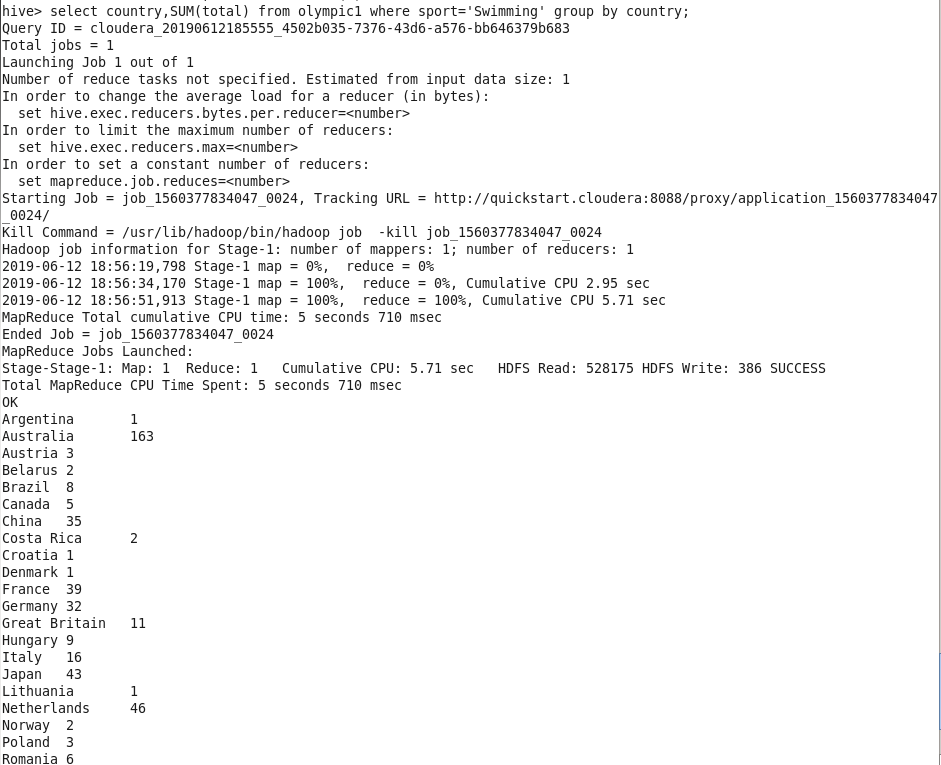 hive> select country,SUM(total) from olympic1 where sport='Swimming' group by country;
Query ID = cloudera_20190612185555_4502b035-7376-43d6-a576-bb646379b683
Total jobs = 1
Launching Job 1 out of 1
Number of reduce tasks not specified. Estimated from input data size: 1
In order to change the average load for a reducer (in bytes):
  set hive.exec.reducers.bytes.per.reducer=<number>
In order to limit the maximum number of reducers:
  set hive.exec.reducers.max=<number>
In order to set a constant number of reducers:
  set mapreduce.job.reduces=<number>
Starting Job = job_1560377834047_0024, Tracking URL = http://quickstart.cloudera:8088/proxy/application_1560377834047
_0024/
Kill Command = /usr/lib/hadoop/bin/hadoop job  -kill job_1560377834047_0024
Hadoop job information for Stage-1: number of mappers: 1; number of reducers: 1
2019-06-12 18:56:19,798 Stage-1 map = 0%,  reduce = 0%
2019-06-12 18:56:34,170 Stage-1 map = 100%,  reduce = 0%, Cumulative CPU 2.95 sec
2019-06-12 18:56:51,913 Stage-1 map = 100%,  reduce = 100%, Cumulative CPU 5.71 sec
MapReduce Total cumulative CPU time: 5 seconds 710 msec
Ended Job = job_1560377834047_0024
MapReduce Jobs Launched:
Stage-Stage-1: Map: 1  Reduce: 1   Cumulative CPU: 5.71 sec   HDFS Read: 528175 HDFS Write: 386 SUCCESS
Total MapReduce CPU Time Spent: 5 seconds 710 msec
OK
Argentina       1
Australia       163
Austria 3
Belarus 2
Brazil  8
Canada  5
China   35
Costa Rica      2
Croatia 1
Denmark 1
France  39
Germany 32
Great Britain   11
Hungary 9
Italy   16
Japan   43
Lithuania       1
Netherlands     46
Norway  2
Poland  3
Romania 6